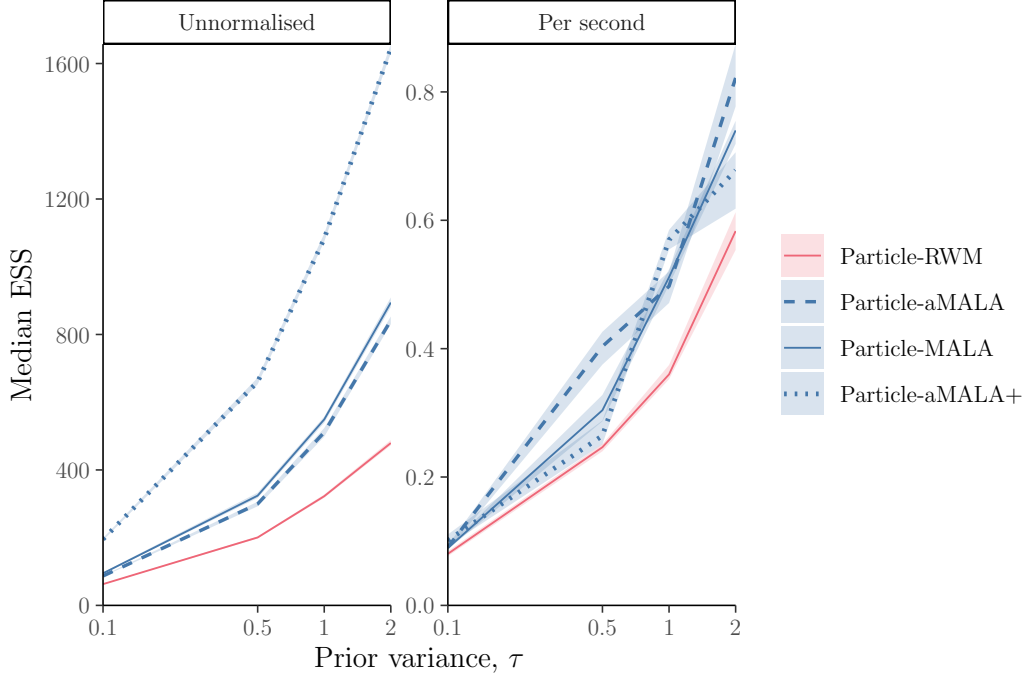 Unnormalised
Per second
Median ESS
1600
1200
800
400
0
0.8
0.6
0.4
0.2
0.0
0.1
0.5
1
2
0.1
0.5
1
2
Prior variance, τ
Particle-RWM
Particle-aMALA
Particle-MALA
Particle-aMALA+